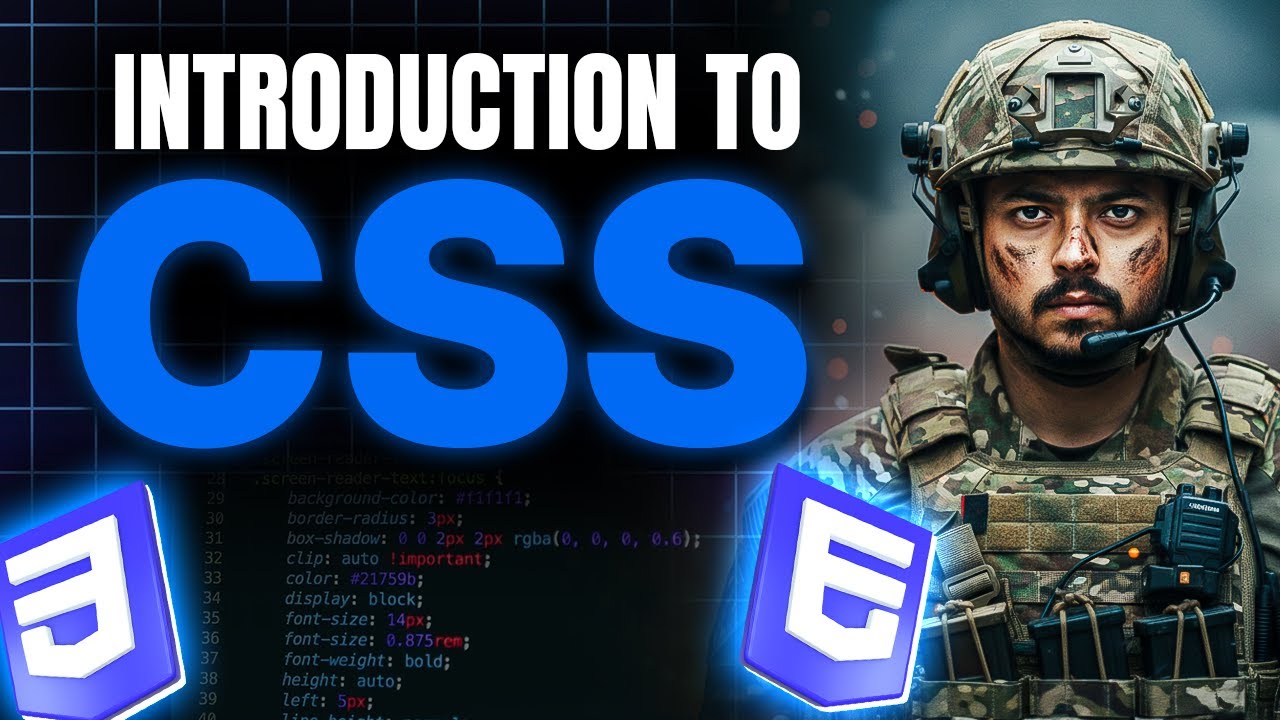 INTRODUCTION TO
CSS
28 .screen-reader-text:focus {
29 background-color: #f1f1f1;
30 border-radius: 3px;
31 box-shadow: 0 0 2px 2px rgba(0, 0, 0, 0.6);
32 clip: auto !important;
33 color: #21759b;
34 display: block;
35 font-size: 14px;
36 font-size: 0.875rem;
37 font-weight: bold;
38 height: auto;
39 left: 5px;
40